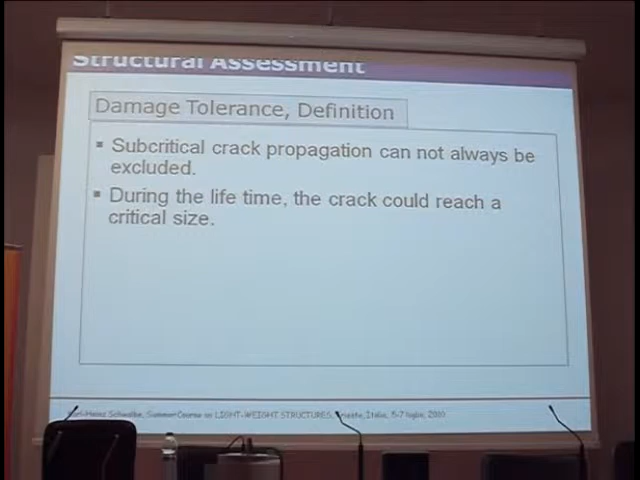 Structural Assessment
Damage Tolerance, Definition
▪ Subcritical crack propagation can not always be
excluded.
▪ During the life time, the crack could reach a
critical size.
Karl-Heinz Schwalbe, Summer Course on LIGHT-WEIGHT STRUCTURES, Trieste, Italia, 5-7 luglio, 2010